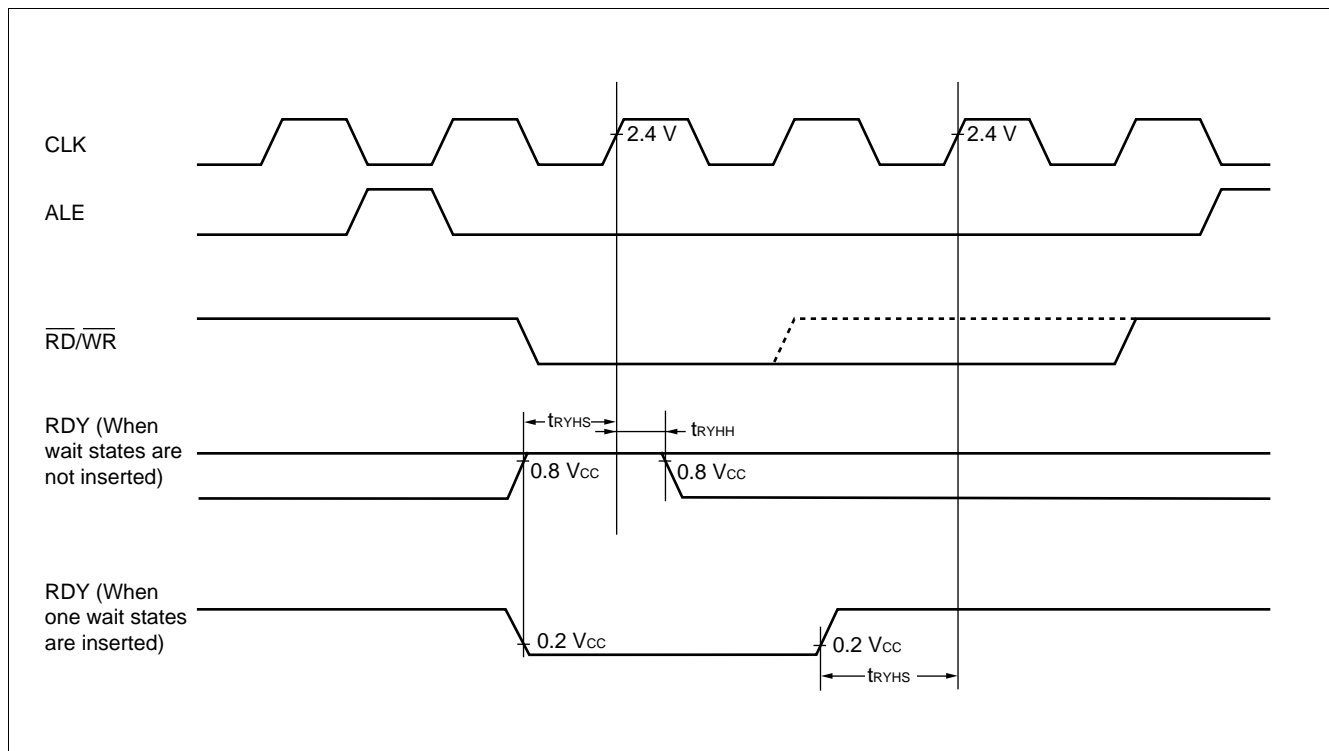 CLK
2.4 V
2.4 V
ALE
RD/WR
RDY (When
wait states are
not inserted)
tRYHS
tRYHH
0.8 VCC
0.8 VCC
RDY (When
one wait states
are inserted)
0.2 VCC
0.2 VCC
tRYHS